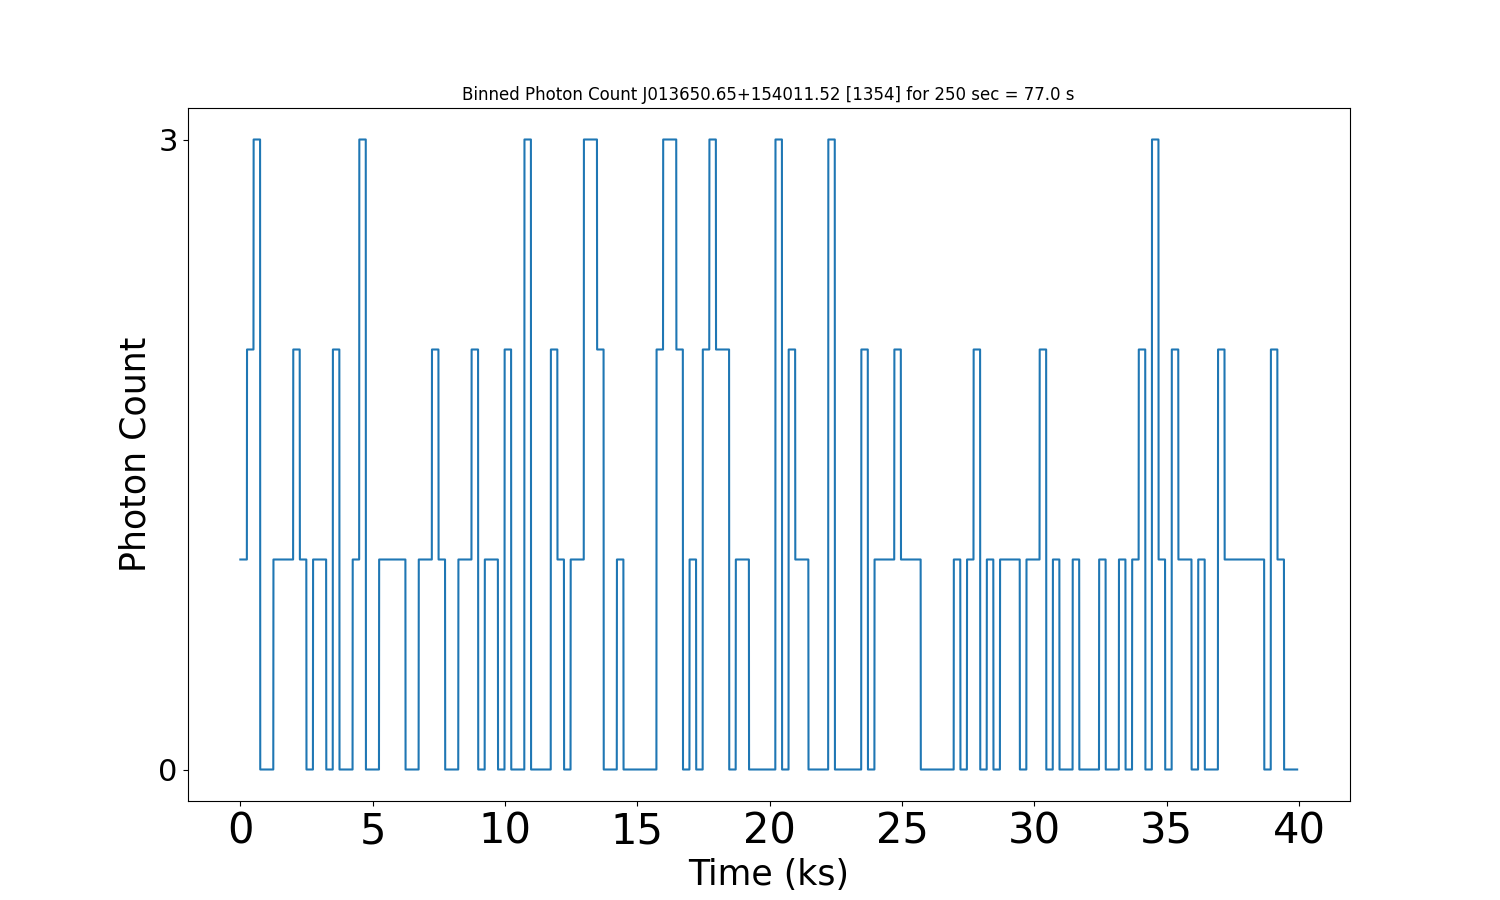 Binned Photon Count J013650.65+154011.52 [1354] for 250 sec = 77.0 s
3
Photon Count
0
0 5 10 15 20 25 30 35 40
Time (ks)